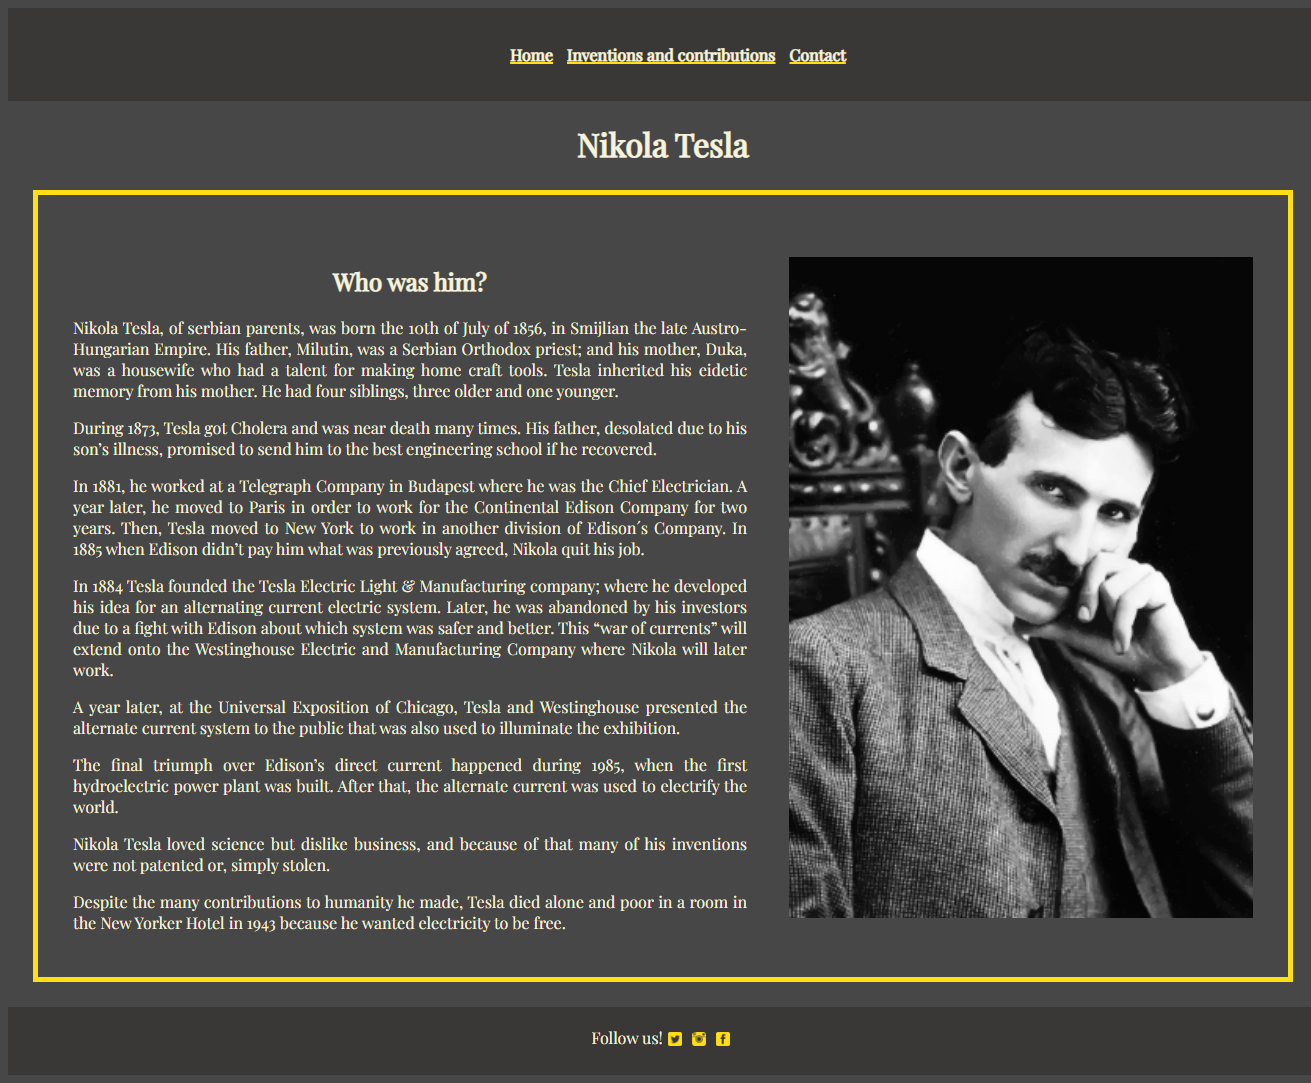 Home Inventions and contributions Contact
Nikola Tesla
Who was him?
Nikola Tesla, of serbian parents, was born the 10th of July of 1856, in Smijlian the late Austro-
Hungarian Empire. His father, Milutin, was a Serbian Orthodox priest; and his mother, Duka,
was a housewife who had a talent for making home craft tools. Tesla inherited his eidetic
memory from his mother. He had four siblings, three older and one younger.
During 1873, Tesla got Cholera and was near death many times. His father, desolated due to his
son’s illness, promised to send him to the best engineering school if he recovered.
In 1881, he worked at a Telegraph Company in Budapest where he was the Chief Electrician. A
year later, he moved to Paris in order to work for the Continental Edison Company for two
years. Then, Tesla moved to New York to work in another division of Edison´s Company. In
1885 when Edison didn’t pay him what was previously agreed, Nikola quit his job.
In 1884 Tesla founded the Tesla Electric Light & Manufacturing company; where he developed
his idea for an alternating current electric system. Later, he was abandoned by his investors
due to a fight with Edison about which system was safer and better. This “war of currents” will
extend onto the Westinghouse Electric and Manufacturing Company where Nikola will later
work.
A year later, at the Universal Exposition of Chicago, Tesla and Westinghouse presented the
alternate current system to the public that was also used to illuminate the exhibition.
The final triumph over Edison’s direct current happened during 1985, when the first
hydroelectric power plant was built. After that, the alternate current was used to electrify the
world.
Nikola Tesla loved science but dislike business, and because of that many of his inventions
were not patented or, simply stolen.
Despite the many contributions to humanity he made, Tesla died alone and poor in a room in
the New Yorker Hotel in 1943 because he wanted electricity to be free.
Follow us!